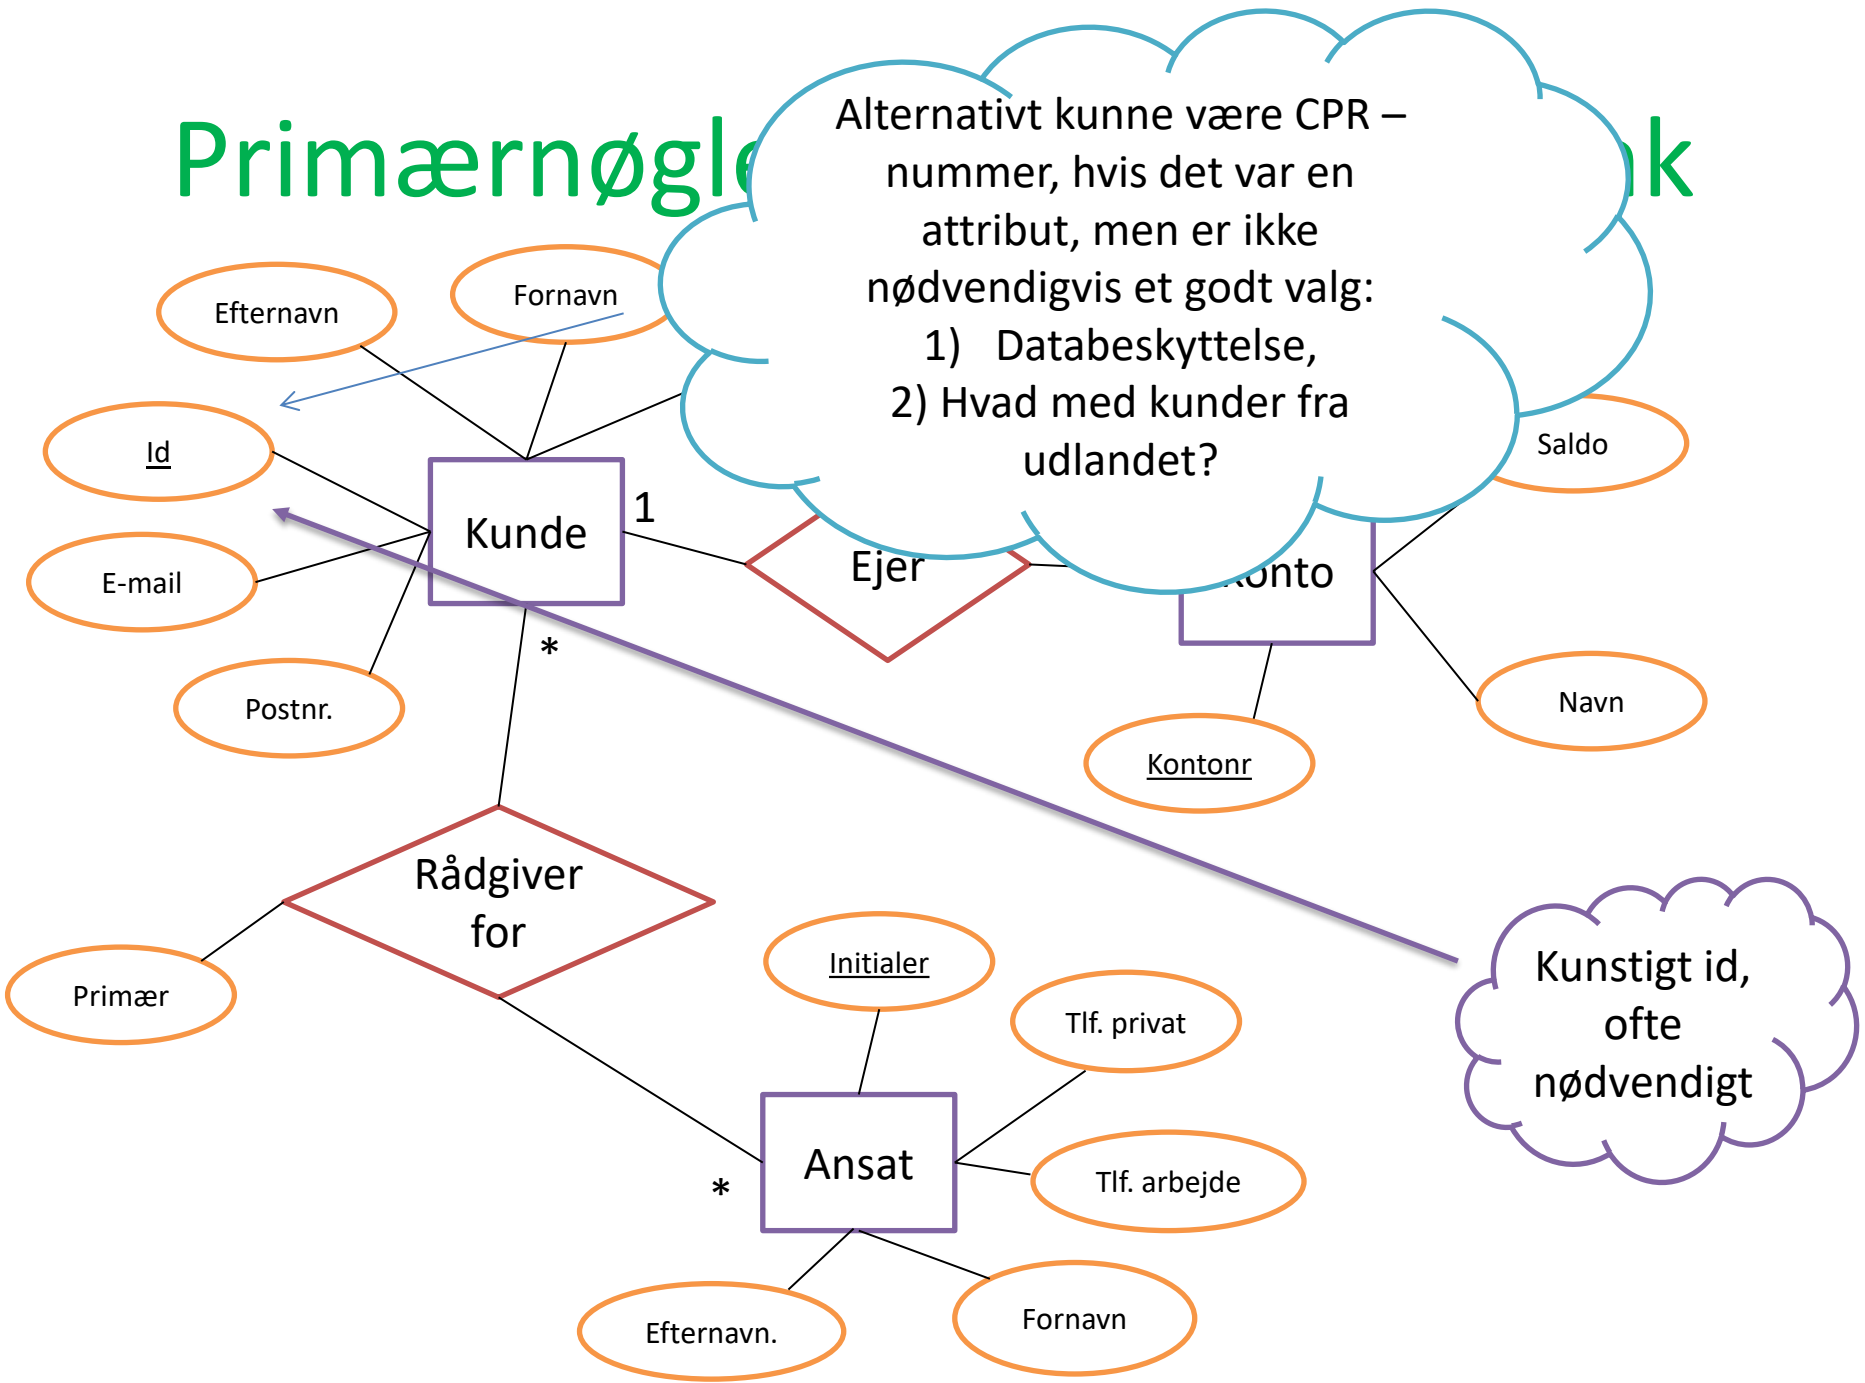 Primærnøgle
Alternativt kunne være CPR –
nummer, hvis det var en
attribut, men er ikke
nødvendigvis et godt valg:
1) Databeskyttelse,
2) Hvad med kunder fra
udlandet?
Efternavn
Fornavn
Id
Saldo
Kunde
1
Ejer
E-mail
*
Postnr.
Navn
Kontonr
Rådgiver
for
Primær
Initialer
Tlf. privat
Kunstigt id,
ofte
nødvendigt
Ansat
*
Tlf. arbejde
Efternavn.
Fornavn